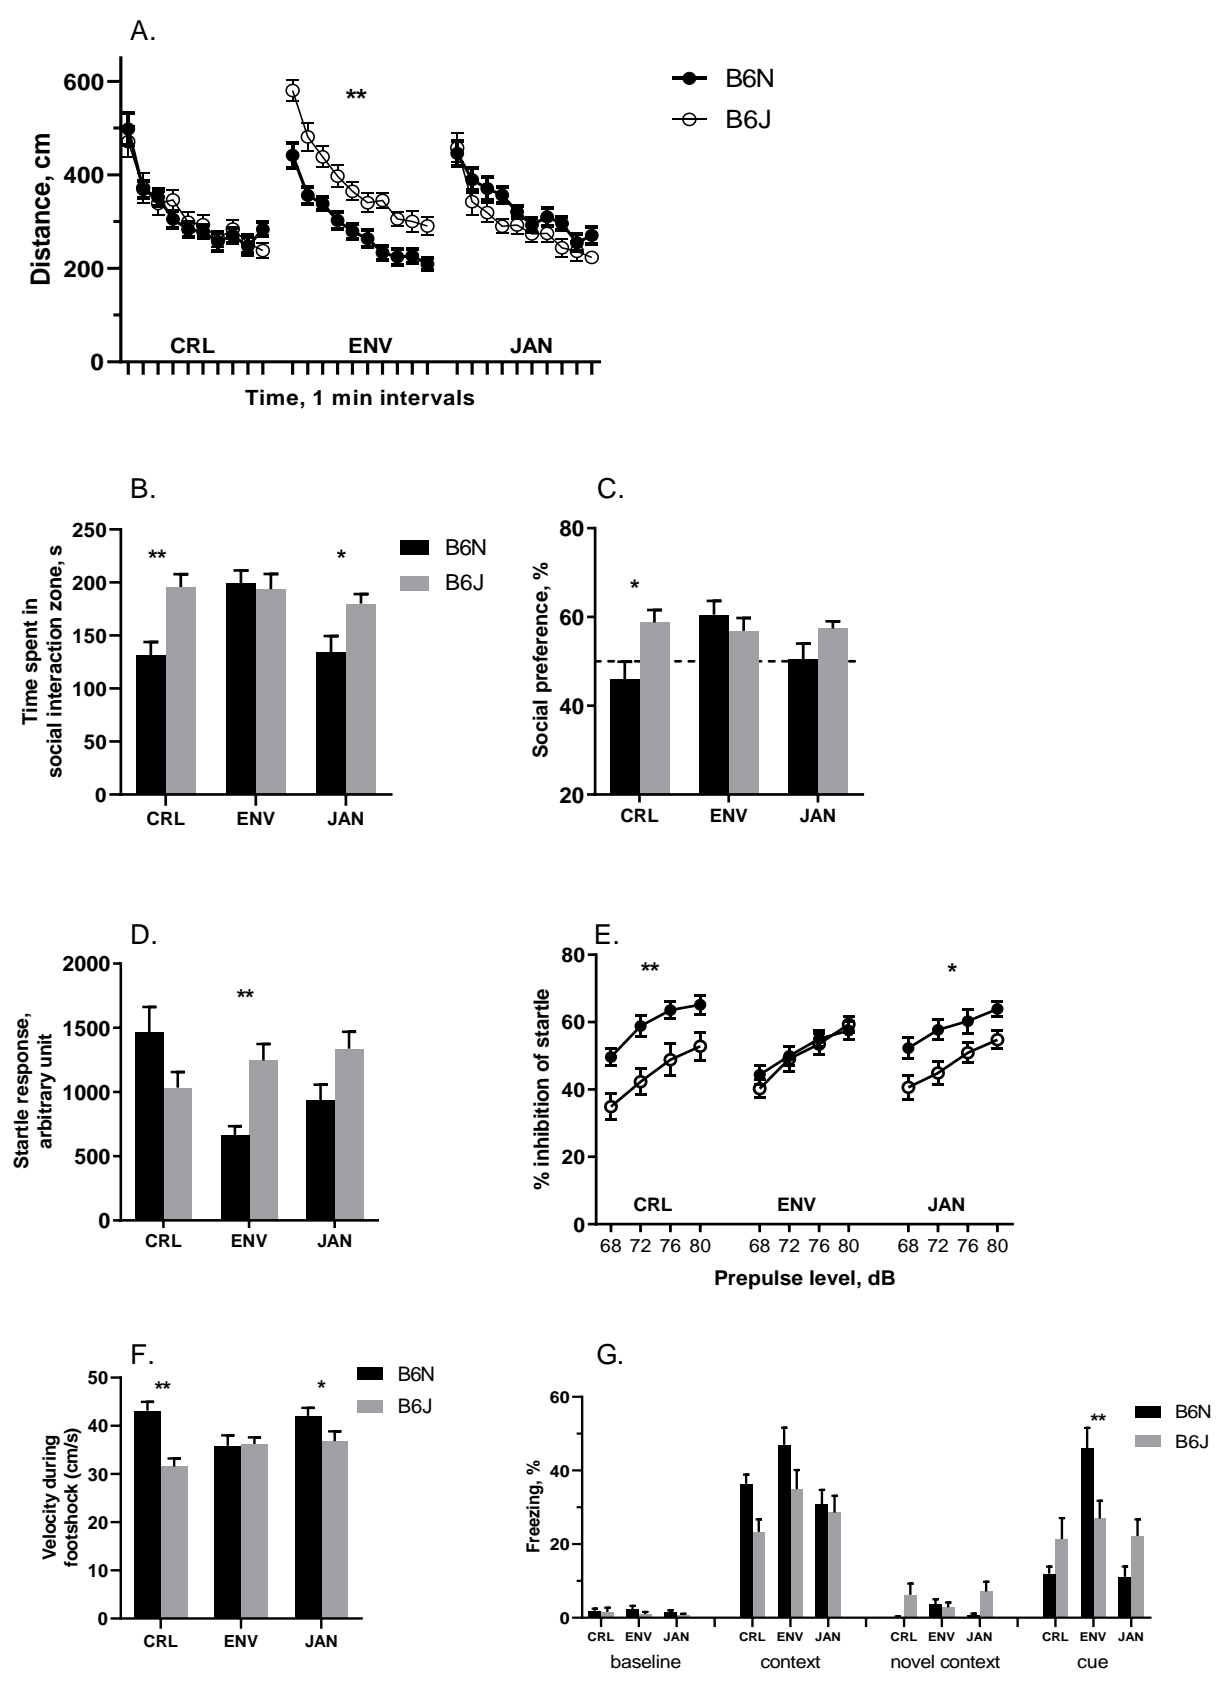 A.
B6N
B6J
**
600
400
200
0
Distance, cm
CRL ENV JAN
Time, 1 min intervals
B.
250
200
150
100
50
0
Time spent in
social interaction zone, s
** *
B6N
B6J
CRL ENV JAN
C.
80
60
40
20
Social preference, %
*
CRL ENV JAN
D.
2000
1500
1000
500
0
Startle response,
arbitrary unit
**
CRL ENV JAN
E.
80
60
40
20
0
% inhibition of startle
** *
CRL ENV JAN
68 72 76 80 68 72 76 80 68 72 76 80
Prepulse level, dB
F.
50
40
30
20
10
0
Velocity during
footshock (cm/s)
** *
B6N
B6J
CRL ENV JAN
G.
60
40
20
0
Freezing, %
**
B6N
B6J
CRL ENV JAN CRL ENV JAN CRL ENV JAN CRL ENV JAN
baseline context novel context cue